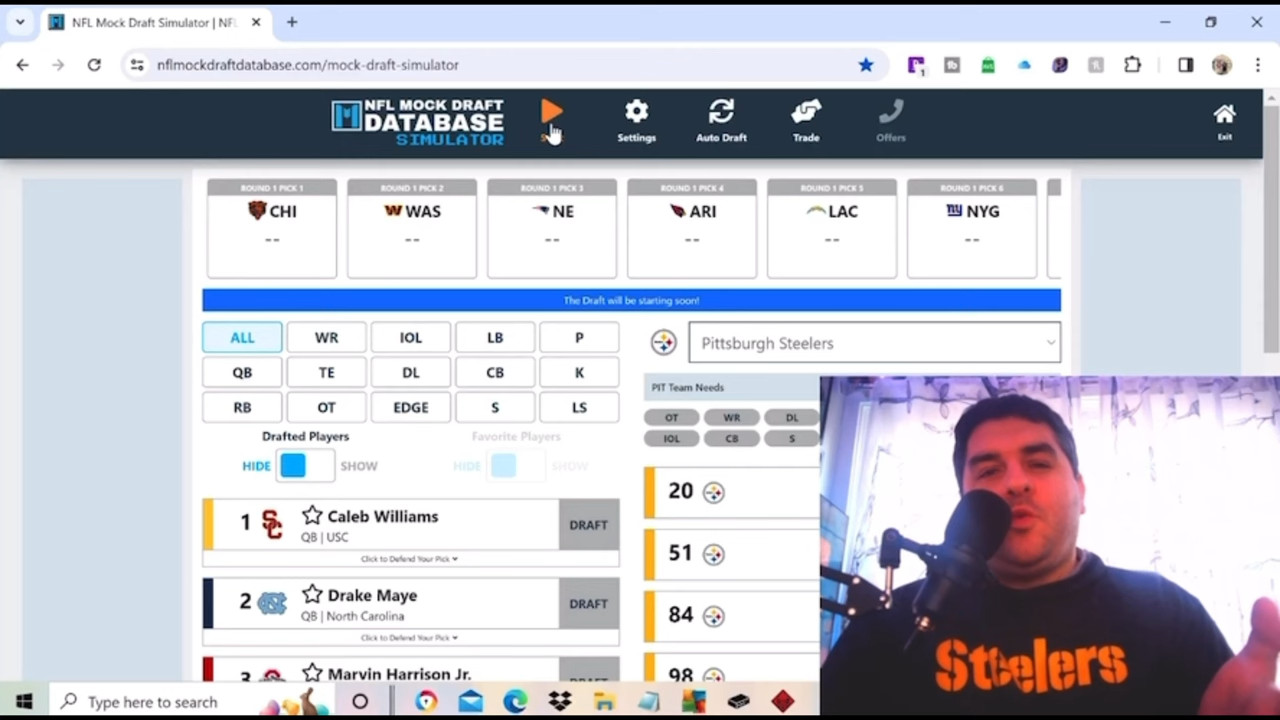 NFL Mock Draft Simulator | NFL
nflmockdraftdatabase.com/mock-draft-simulator
1
NFL MOCK DRAFT
DATABASE
SIMULATOR
Settings
Auto Draft
Trade
Offers
Exit
ROUND 1 PICK 1
ROUND 1 PICK 2
ROUND 1 PICK 3
ROUND 1 PICK 4
ROUND 1 PICK 5
ROUND 1 PICK 6
CHI
WAS
NE
ARI
LAC
NYG
--
--
--
--
--
--
The Draft will be starting soon!
ALL WR IOL LB P
QB TE DL CB K
RB OT EDGE S LS
Pittsburgh Steelers
PIT Team Needs
OT WR DL
IOL CB S
Drafted Players
Favorite Players
HIDE SHOW
HIDE SHOW
1 SC Caleb Williams
QB | USC
DRAFT
Click to Defend Your Pick
2 Drake Maye
QB | North Carolina
DRAFT
Click to Defend Your Pick
3 Marvin Harrison Jr.
DRAFT
20
51
84
98
Steelers
Type here to search